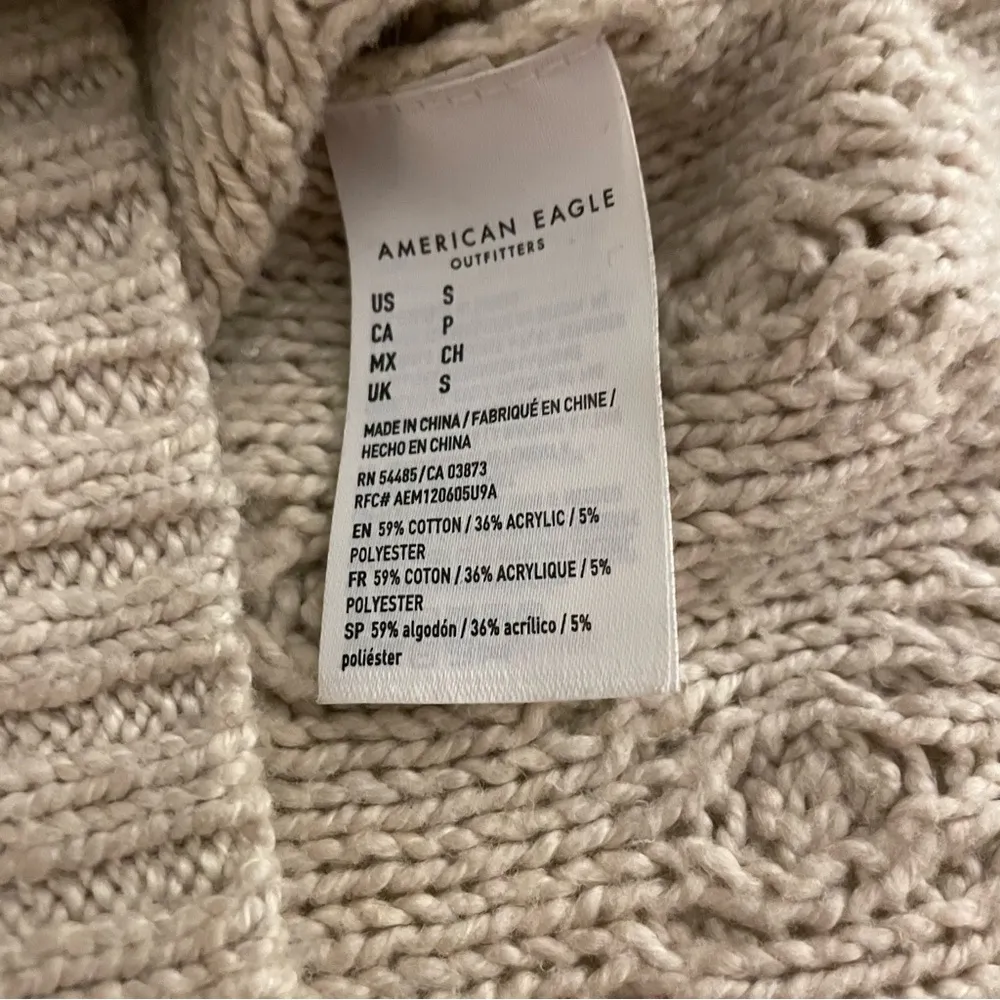 AMERICAN EAGLE
OUTFITTERS
US S
CA P
MX CH
UK S
MADE IN CHINA / FABRIQUÉ EN CHINE /
HECHO EN CHINA
RN 54485/CA 03873
RFC# AEM120605U9A
EN 59% COTTON / 36% ACRYLIC / 5%
POLYESTER
FR 59% COTON / 36% ACRYLIQUE / 5%
POLYESTER
SP 59% algodón / 36% acrílico / 5%
poliéster